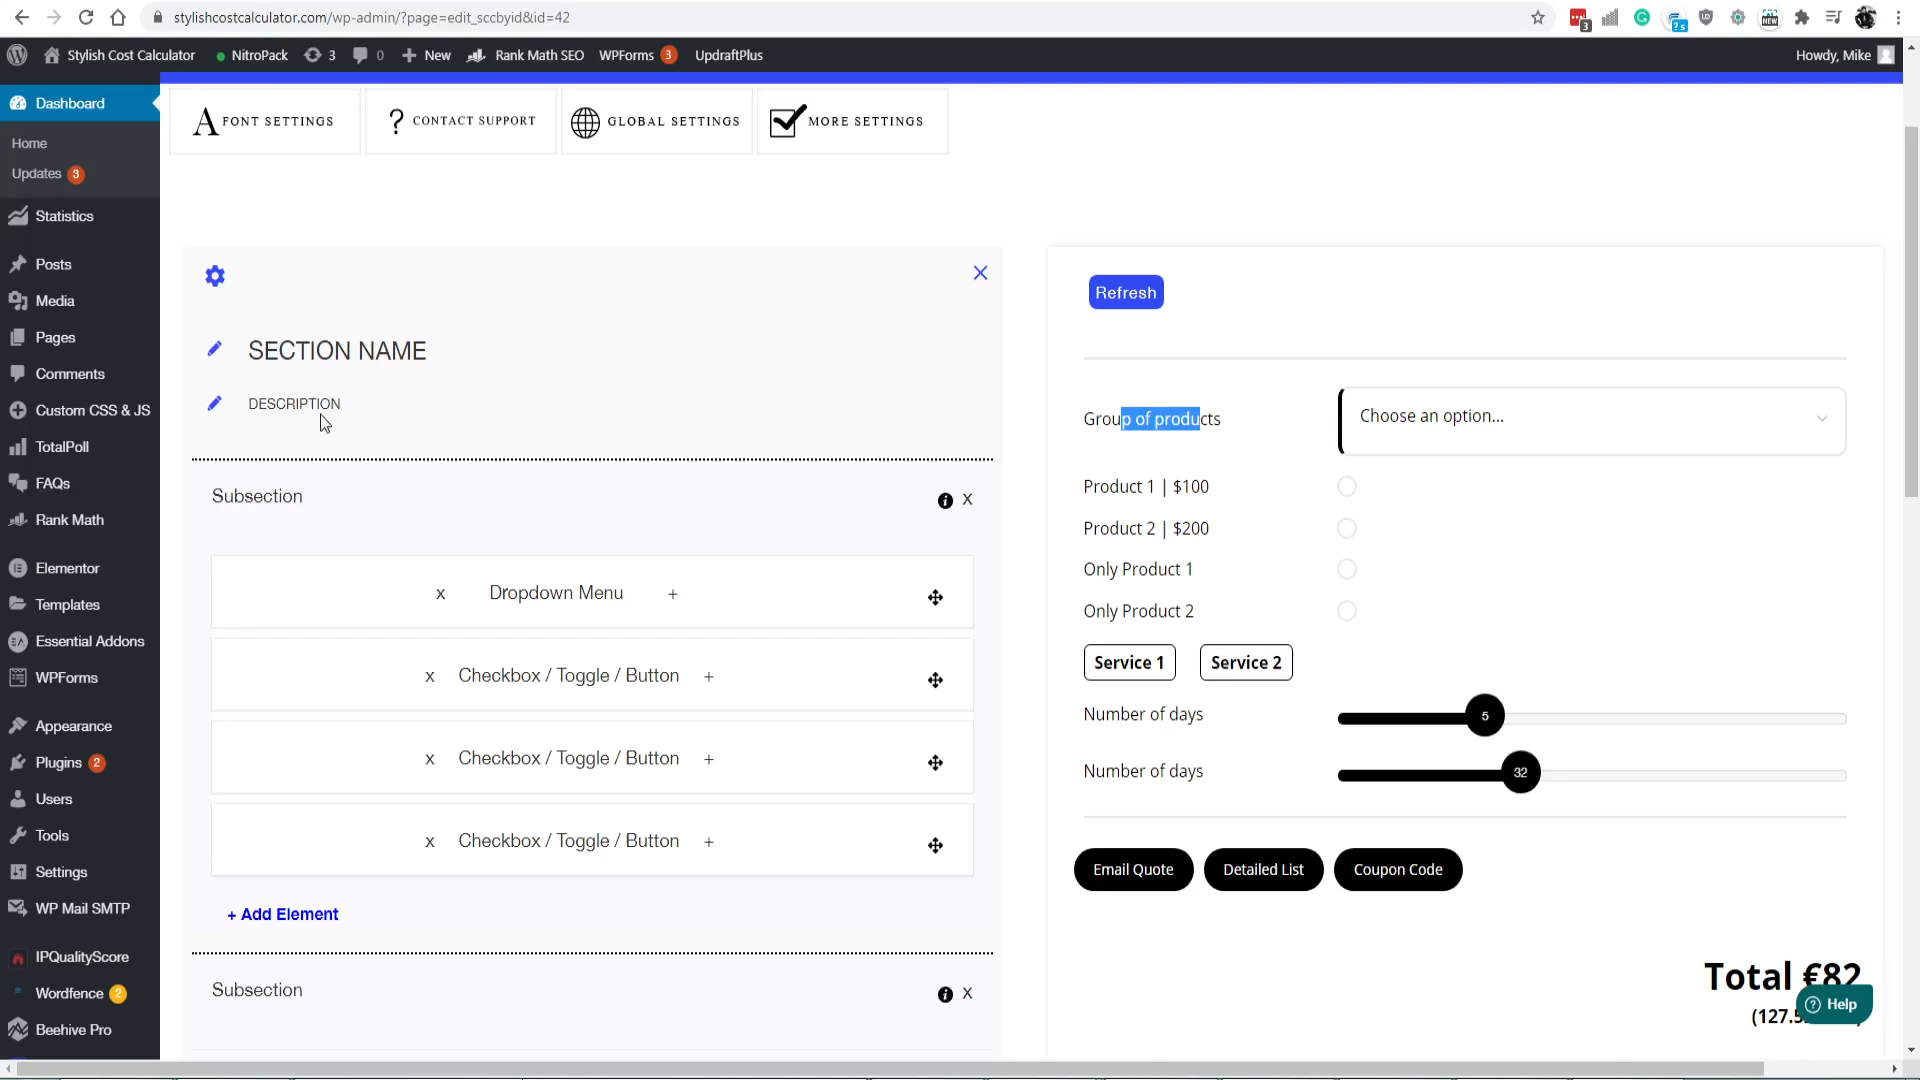 stylishcostcalculator.com/wp-admin/?page=edit_sccbyid&id=42
Stylish Cost Calculator
NitroPack
3
0
New
Rank Math SEO
WPForms 3
UpdraftPlus
Howdy, Mike
Dashboard
Home
Updates 3
Statistics
Posts
Media
Pages
Comments
Custom CSS & JS
TotalPoll
FAQs
Rank Math
Elementor
Templates
Essential Addons
WPForms
Appearance
Plugins 2
Users
Tools
Settings
WP Mail SMTP
IPQualityScore
Wordfence 2
Beehive Pro
FONT SETTINGS
? CONTACT SUPPORT
GLOBAL SETTINGS
MORE SETTINGS
SECTION NAME
DESCRIPTION
Subsection
i X
x Dropdown Menu +
x Checkbox / Toggle / Button +
x Checkbox / Toggle / Button +
x Checkbox / Toggle / Button +
+ Add Element
Subsection
i X
Refresh
Group of products
Choose an option...
Product 1 | $100
Product 2 | $200
Only Product 1
Only Product 2
Service 1
Service 2
Number of days
5
Number of days
32
Email Quote
Detailed List
Coupon Code
Total €82
? Help